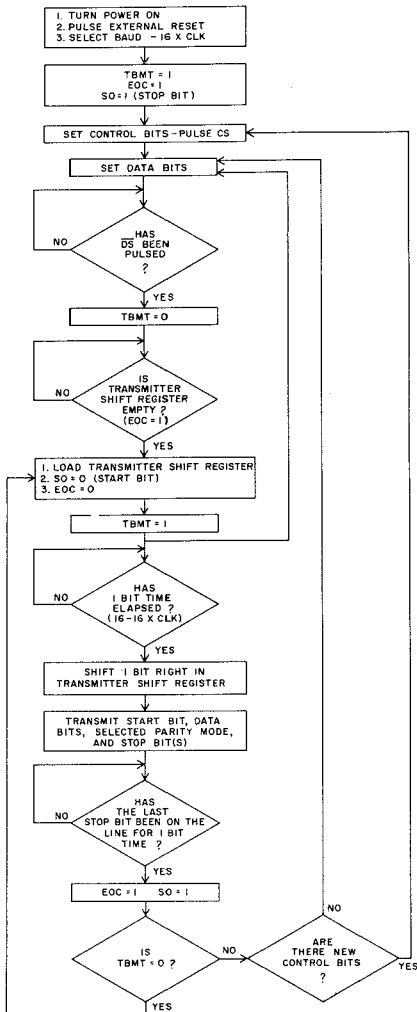 1. TURN POWER ON
2. PULSE EXTERNAL RESET
3. SELECT BAUD - 16 X CLK
TBMT = 1
EOC = 1
SO=1 (STOP BIT)
SET CONTROL BITS-PULSE CS
SET DATA BITS
HAS
D̅S̅ BEEN
PULSED
?
NO
YES
TBMT = 0
IS
TRANSMITTER
SHIFT REGISTER
EMPTY ?
(EOC = 1)
NO
YES
1. LOAD TRANSMITTER SHIFT REGISTER
2. SO = 0 (START BIT)
3. EOC = 0
TBMT = 1
HAS
1 BIT TIME
ELAPSED ?
(16-16 X CLK)
NO
YES
SHIFT 1 BIT RIGHT IN
TRANSMITTER SHIFT REGISTER
TRANSMIT START BIT, DATA
BITS, SELECTED PARITY MODE,
AND STOP BIT(S)
HAS
THE LAST
STOP BIT BEEN ON THE
LINE FOR 1 BIT
TIME ?
NO
YES
EOC = 1 SO = 1
IS
TBMT = 0 ?
NO
YES
ARE
THERE NEW
CONTROL BITS
?
NO
YES